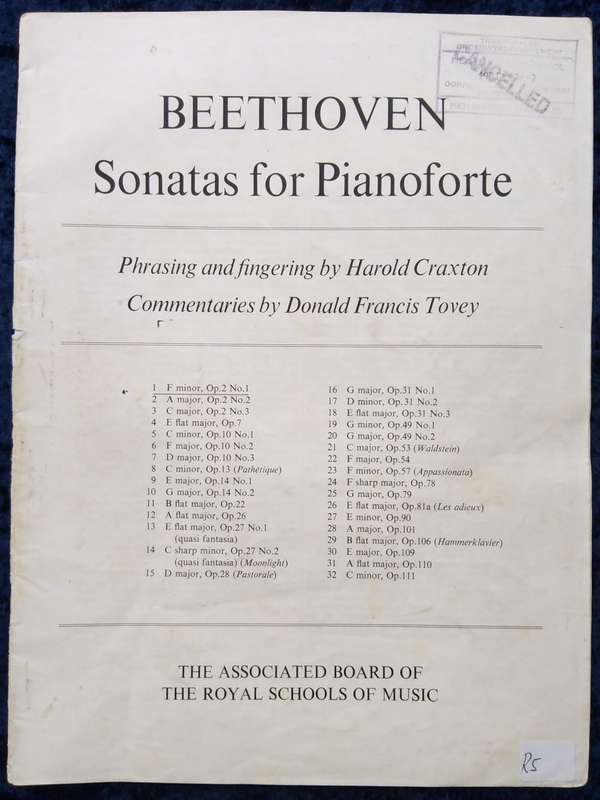 CANCELLED
BEETHOVEN
Sonatas for Pianoforte
Phrasing and fingering by Harold Craxton
Commentaries by Donald Francis Tovey
1 F minor, Op.2 No.1
2 A major, Op.2 No.2
3 C major, Op.2 No.3
4 E flat major, Op.7
5 C minor, Op.10 No.1
6 F major, Op.10 No.2
7 D major, Op.10 No.3
8 C minor, Op.13 (Pathétique)
9 E major, Op.14 No.1
10 G major, Op.14 No.2
11 B flat major, Op.22
12 A flat major, Op.26
13 E flat major, Op.27 No.1
(quasi fantasia)
14 C sharp minor, Op.27 No.2
(quasi fantasia) (Moonlight)
15 D major, Op.28 (Pastorale)
16 G major, Op.31 No.1
17 D minor, Op.31 No.2
18 E flat major, Op.31 No.3
19 G minor, Op.49 No.1
20 G major, Op.49 No.2
21 C major, Op.53 (Waldstein)
22 F major, Op.54
23 F minor, Op.57 (Appassionata)
24 F sharp major, Op.78
25 G major, Op.79
26 E flat major, Op.81a (Les adieux)
27 E minor, Op.90
28 A major, Op.101
29 B flat major, Op.106 (Hammerklavier)
30 E major, Op.109
31 A flat major, Op.110
32 C minor, Op.111
THE ASSOCIATED BOARD OF
THE ROYAL SCHOOLS OF MUSIC
R5